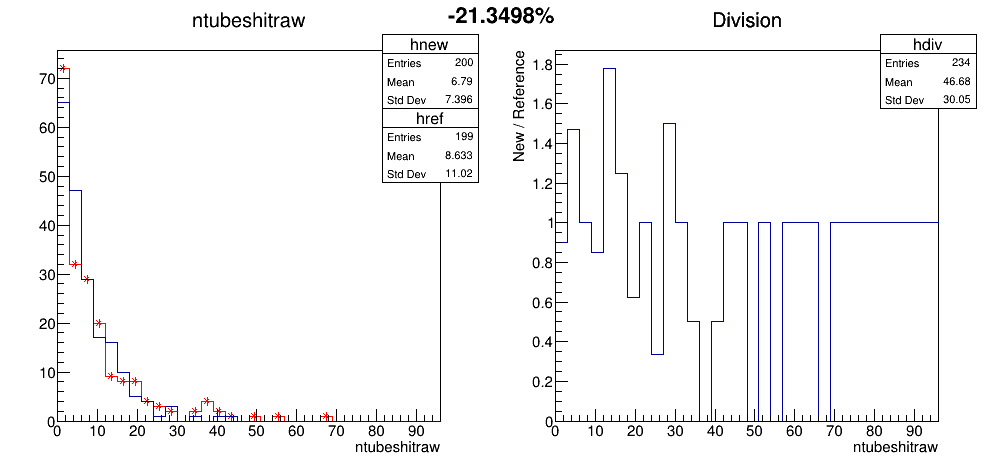 -21.3498%
ntubeshitraw
hnew
Entries 200
Mean 6.79
Std Dev 7.396
href
Entries 199
Mean 8.633
Std Dev 11.02
70
60
50
40
30
20
10
0
0 10 20 30 40 50 60 70 80 90
ntubeshitraw
Division
hdiv
Entries 234
Mean 46.68
Std Dev 30.05
New / Reference
1.8
1.6
1.4
1.2
1
0.8
0.6
0.4
0.2
0
0 10 20 30 40 50 60 70 80 90
ntubeshitraw